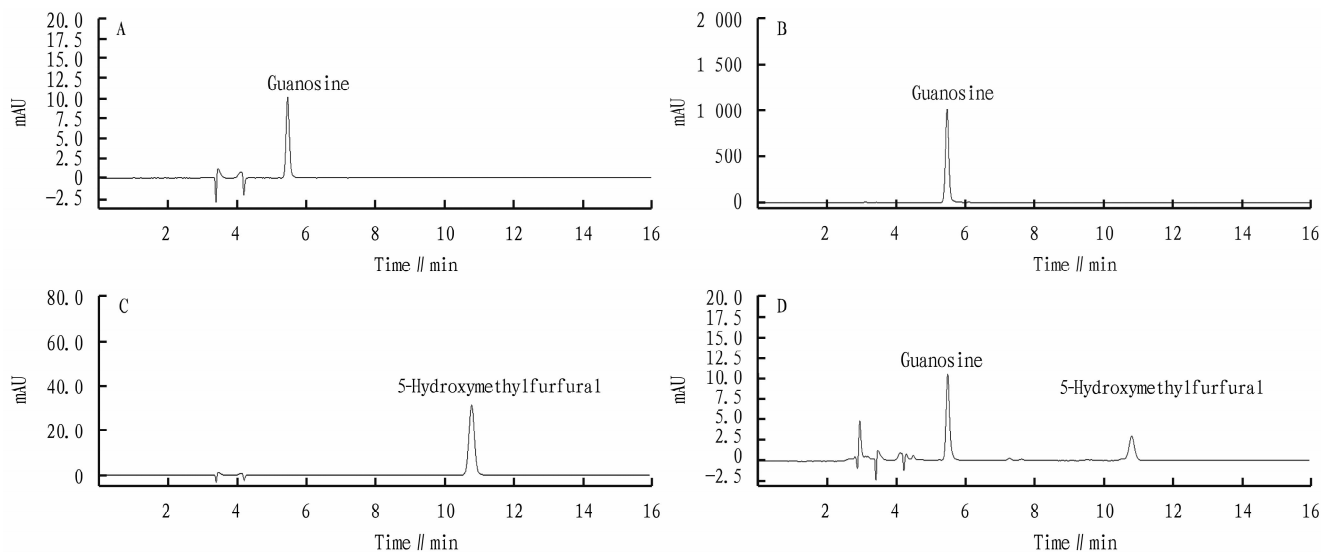 A
20.0
17.5
15.0
12.5
10.0
7.5
5.0
2.5
0
−2.5
mAU
Guanosine
2 4 6 8 10 12 14 16
Time // min
B
2 000
1 500
1 000
500
0
mAU
Guanosine
2 4 6 8 10 12 14 16
Time // min
C
80.0
60.0
40.0
20.0
0
mAU
5-Hydroxymethylfurfural
2 4 6 8 10 12 14 16
Time // min
D
20.0
17.5
15.0
12.5
10.0
7.5
5.0
2.5
0
−2.5
mAU
Guanosine
5-Hydroxymethylfurfural
2 4 6 8 10 12 14 16
Time // min